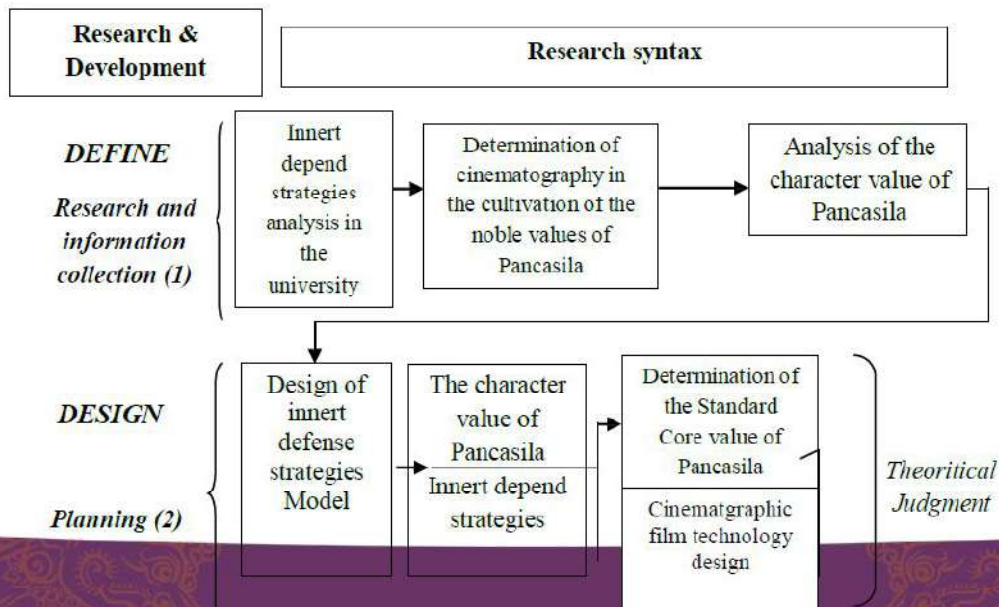 Research &
Development
Research syntax
DEFINE
Research and
information
collection (1)
Innert
depend
strategies
analysis in
the
university
Determination of
cinematography in
the cultivation of the
noble values of
Pancasila
Analysis of the
character value of
Pancasila
DESIGN
Planning (2)
Design of
innert
defense
strategies
Model
The character
value of
Pancasila
Innert depend
strategies
Determination of
the Standard
Core value of
Pancasila
Cinematgraphic
film technology
design
Theoritical
Judgment